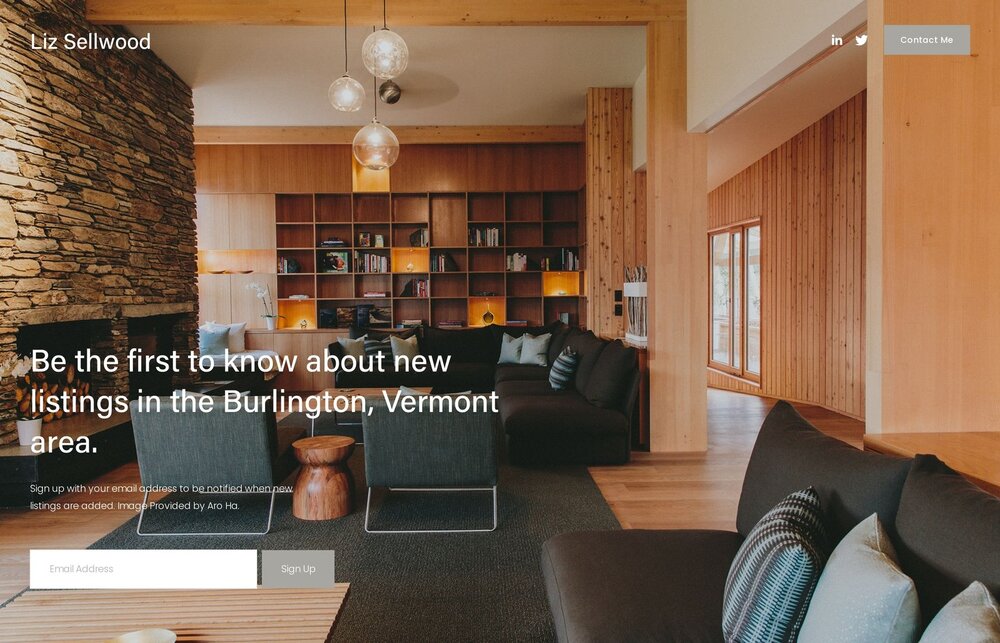 Liz Sellwood
in
Contact Me
Be the first to know about new
listings in the Burlington, Vermont
area.
Sign up with your email address to be notified when new
listings are added. Image Provided by Aro Ha.
Email Address
Sign Up